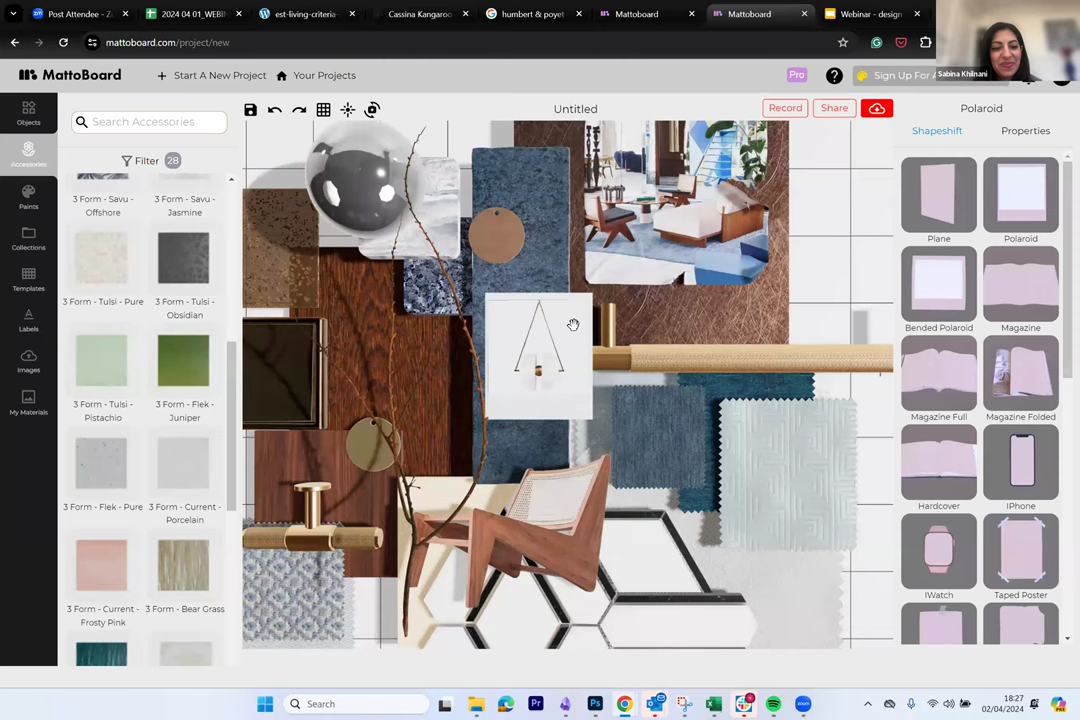 Post Attendee - Z
2024 04 01_WEBI
est-living-criteria-
Cassina Kangaroo
humbert & poyet
Mattoboard
Mattoboard
Webinar - design
mattoboard.com/project/new
Sabina Khilnani
MattoBoard
Start A New Project
Your Projects
Pro
Sign Up For
Objects
Accessories
Paints
Collections
Templates
Labels
Images
My Materials
Search Accessories
Filter 28
3 Form - Savu - Offshore
3 Form - Savu - Jasmine
3 Form - Tulsi - Pure
3 Form - Tulsi - Obsidian
3 Form - Tulsi - Pistachio
3 Form - Flek - Juniper
3 Form - Flek - Pure
3 Form - Current - Porcelain
3 Form - Current - Frosty Pink
3 Form - Bear Grass
Untitled
Record
Share
Polaroid
Shapeshift
Properties
Plane
Polaroid
Bended Polaroid
Magazine
Magazine Full
Magazine Folded
Hardcover
IPhone
IWatch
Taped Poster
Search
18:27
02/04/2024